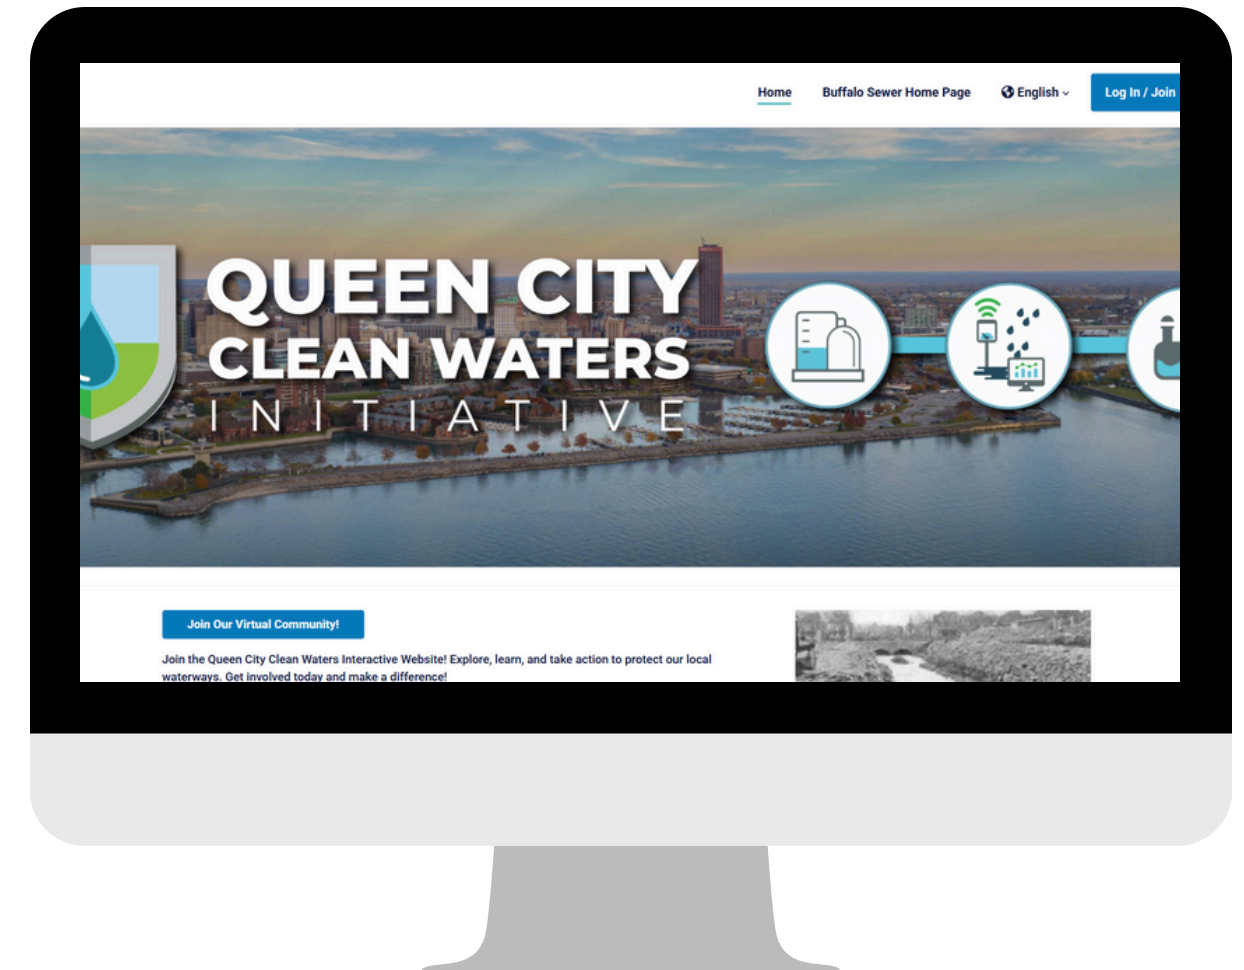 Home Buffalo Sewer Home Page English Log In / Join
QUEEN CITY
CLEAN WATERS
INITIATIVE
Join Our Virtual Community!
Join the Queen City Clean Waters Interactive Website! Explore, learn, and take action to protect our local
waterways. Get involved today and make a difference!